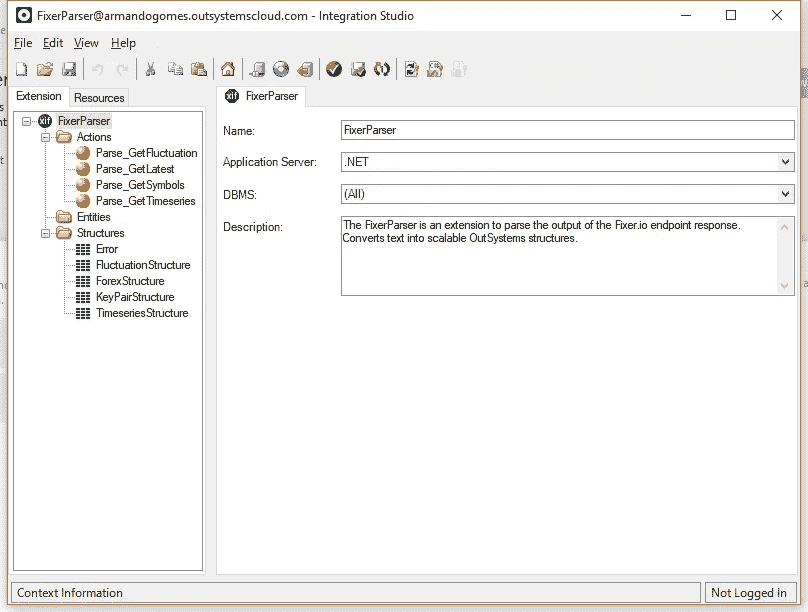 FixerParser@armandogomes.outsystemscloud.com - Integration Studio
File Edit View Help
Extension Resources
xif FixerParser
xif FixerParser
Actions
Parse_GetFluctuation
Parse_GetLatest
Parse_GetSymbols
Parse_GetTimeseries
Entities
Structures
Error
FluctuationStructure
ForexStructure
KeyPairStructure
TimeseriesStructure
Name: FixerParser
Application Server: .NET
DBMS: (All)
Description: The FixerParser is an extension to parse the output of the Fixer.io endpoint response.
Converts text into scalable OutSystems structures.
Context Information Not Logged In